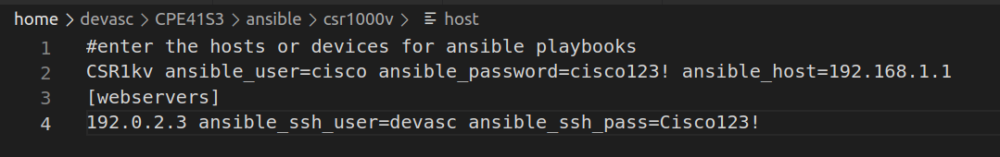 home > devasc > CPE41S3 > ansible > csr1000v > host
1 #enter the hosts or devices for ansible playbooks
2 CSR1kv ansible_user=cisco ansible_password=cisco123! ansible_host=192.168.1.1
3 [webservers]
4 192.0.2.3 ansible_ssh_user=devasc ansible_ssh_pass=Cisco123!